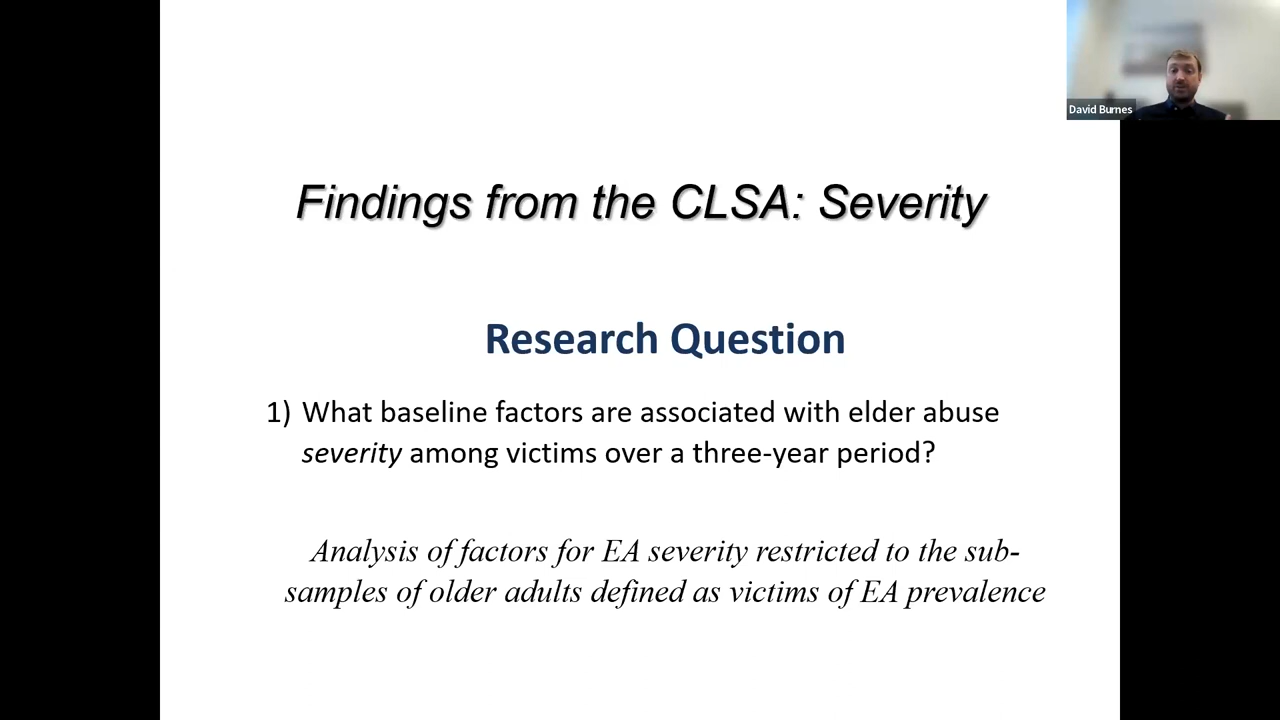 David Burnes
Findings from the CLSA: Severity
Research Question
1) What baseline factors are associated with elder abuse
severity among victims over a three-year period?
Analysis of factors for EA severity restricted to the sub-
samples of older adults defined as victims of EA prevalence